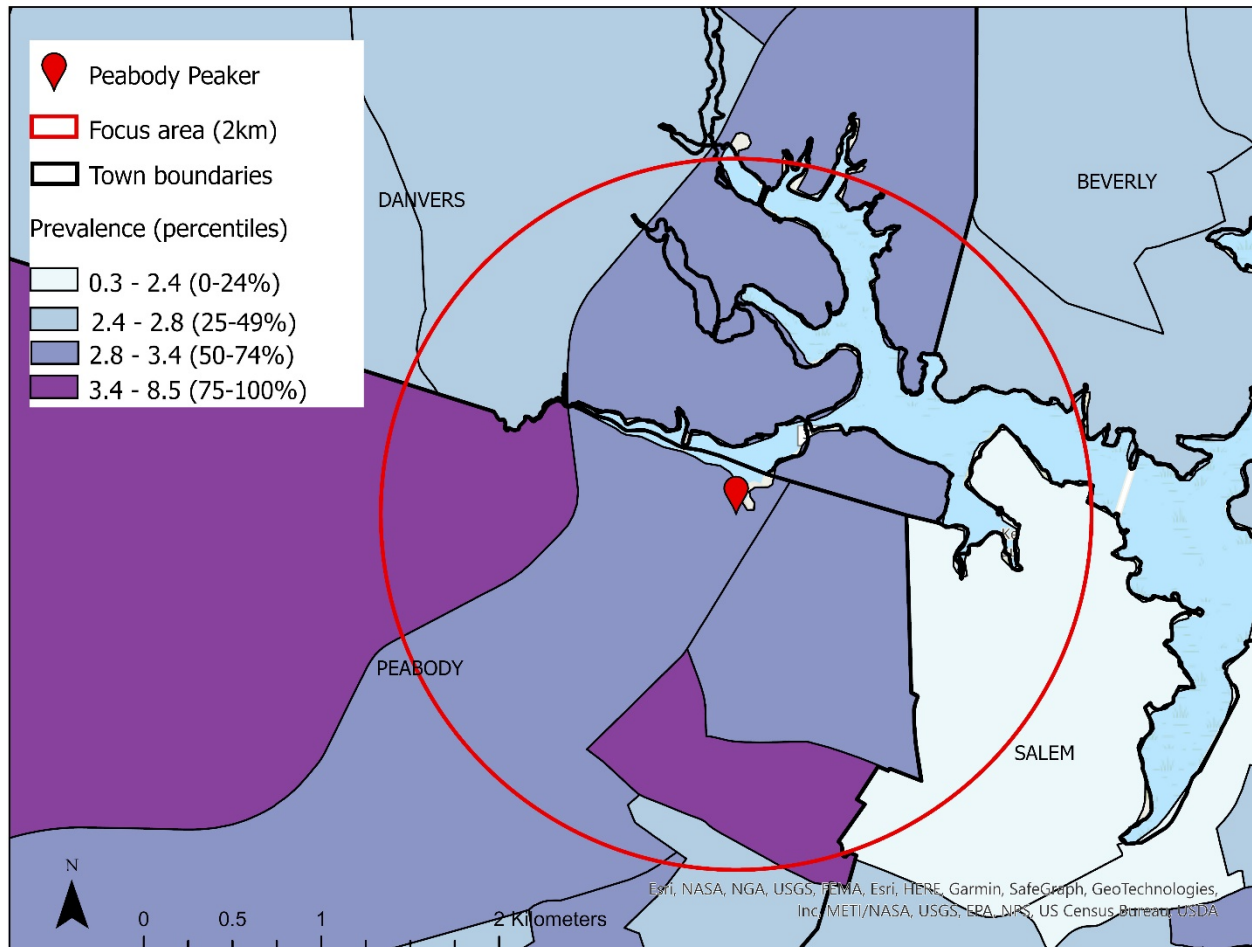 Peabody Peaker
Focus area (2km)
Town boundaries
Prevalence (percentiles)
0.3 - 2.4 (0-24%)
2.4 - 2.8 (25-49%)
2.8 - 3.4 (50-74%)
3.4 - 8.5 (75-100%)
DANVERS
BEVERLY
PEABODY
SALEM
N
0 0.5 1 2 Kilometers
Esri, NASA, NGA, USGS, FEMA, Esri, HERE, Garmin, SafeGraph, GeoTechnologies,
Inc, METI/NASA, USGS, EPA, NPS, US Census Bureau, USDA